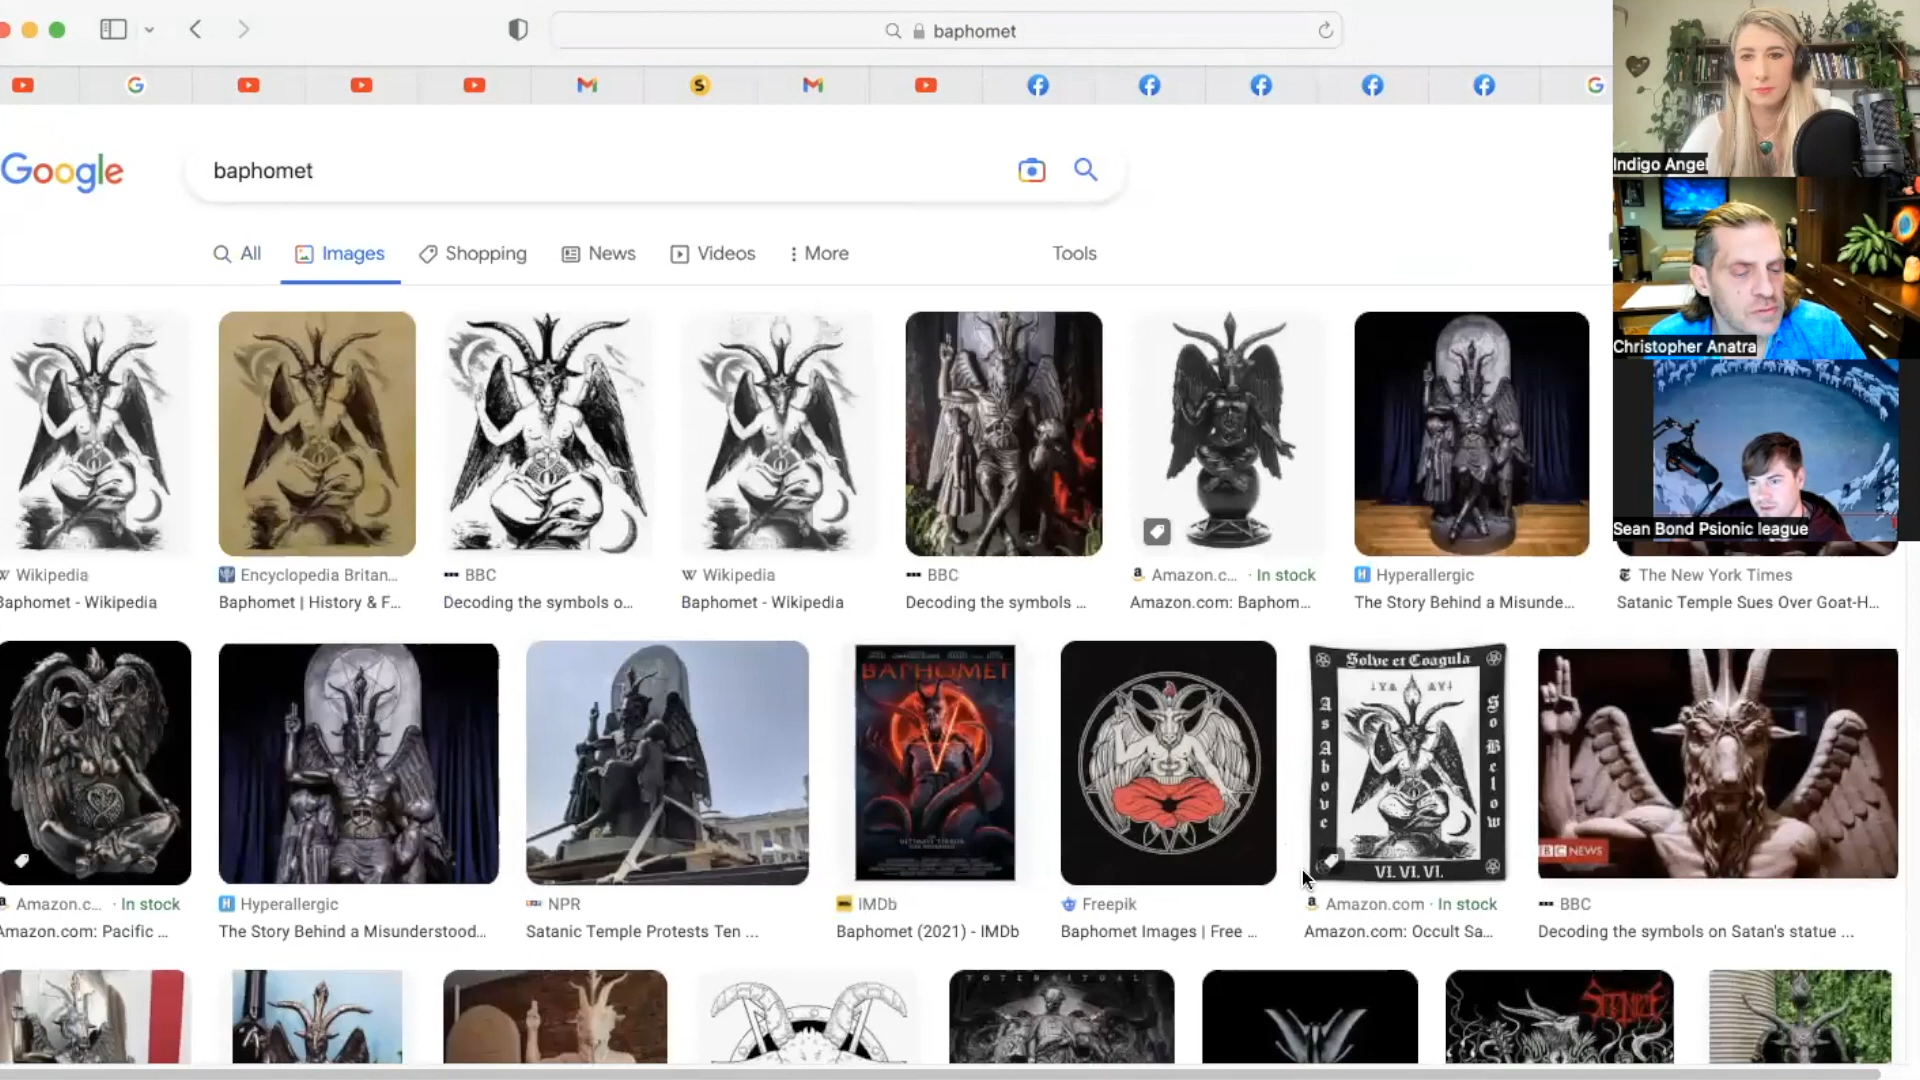 baphomet
Google
baphomet
All Images Shopping News Videos More Tools
Indigo Angel
Christopher Anatra
Sean Bond Psionic league
Wikipedia
Baphomet - Wikipedia
Encyclopedia Britan...
Baphomet | History & F...
BBC
Decoding the symbols o...
Wikipedia
Baphomet - Wikipedia
BBC
Decoding the symbols ...
Amazon.c... · In stock
Amazon.com: Baphom...
Hyperallergic
The Story Behind a Misunde...
The New York Times
Satanic Temple Sues Over Goat-H...
BAPHOMET
Solve et Coagula
As Above
So Below
VI. VI. VI.
BBC NEWS
Amazon.c... · In stock
Amazon.com: Pacific ...
Hyperallergic
The Story Behind a Misunderstood...
NPR
Satanic Temple Protests Ten ...
IMDb
Baphomet (2021) - IMDb
Freepik
Baphomet Images | Free ...
Amazon.com · In stock
Amazon.com: Occult Sa...
BBC
Decoding the symbols on Satan's statue ...